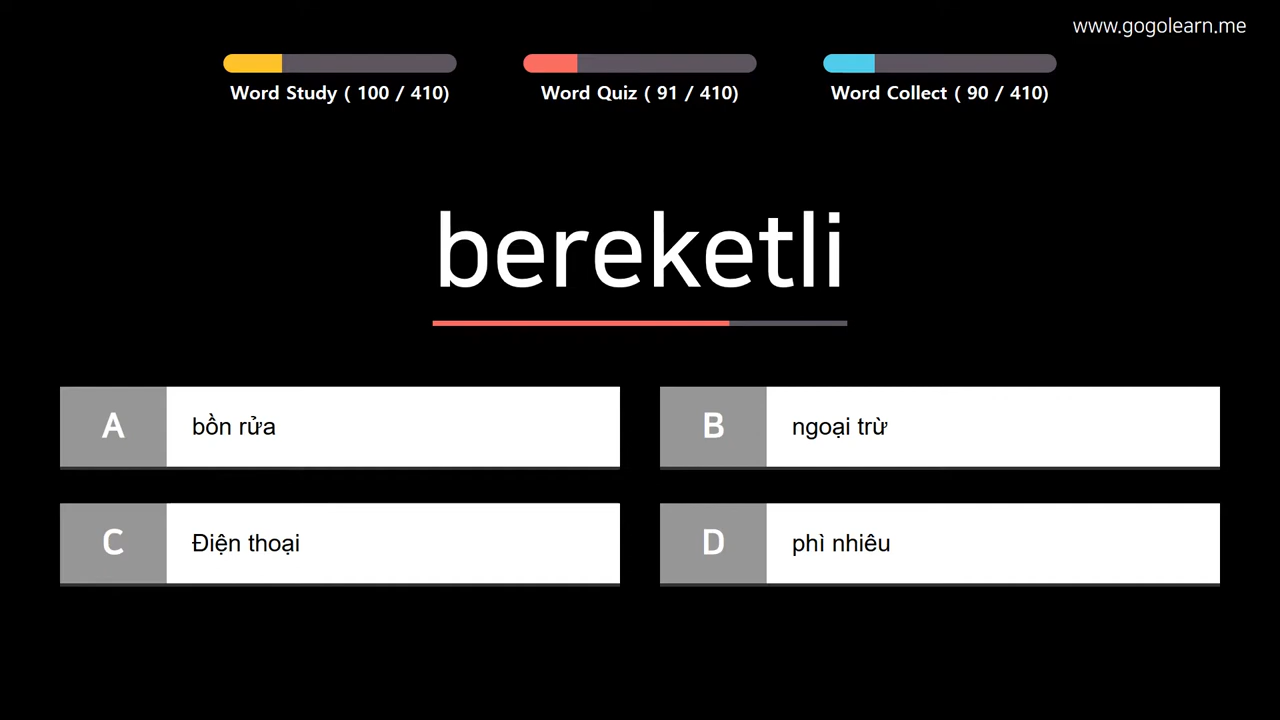 www.gogolearn.me
Word Study ( 100 / 410)
Word Quiz ( 91 / 410)
Word Collect ( 90 / 410)
bereketli
A bồn rửa
B ngoại trừ
C Điện thoại
D phì nhiêu